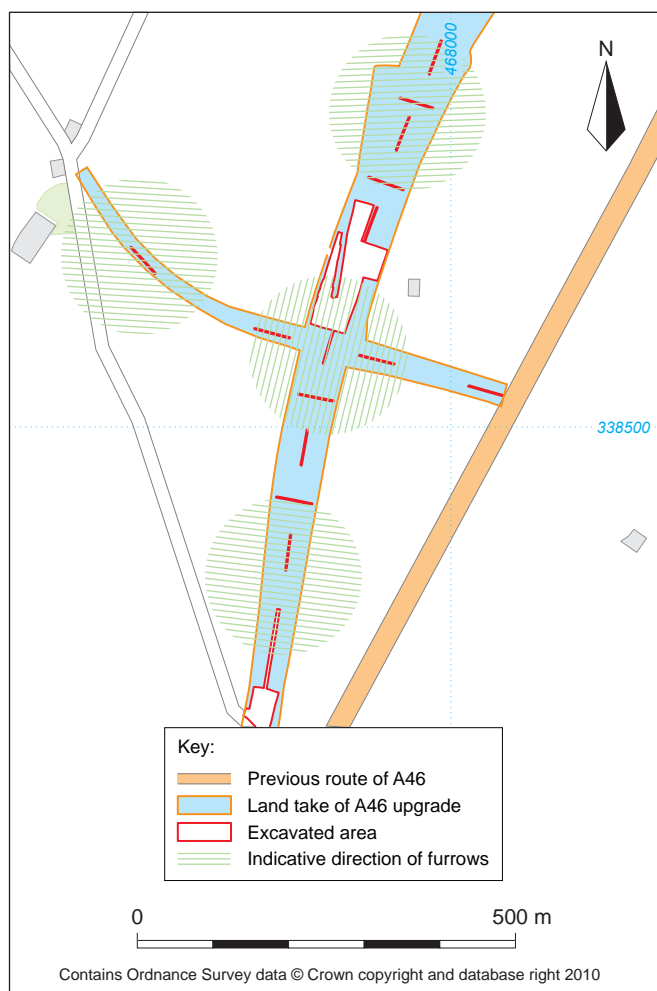 468000
N
338500
Key:
Previous route of A46
Land take of A46 upgrade
Excavated area
Indicative direction of furrows
0 500 m
Contains Ordnance Survey data © Crown copyright and database right 2010